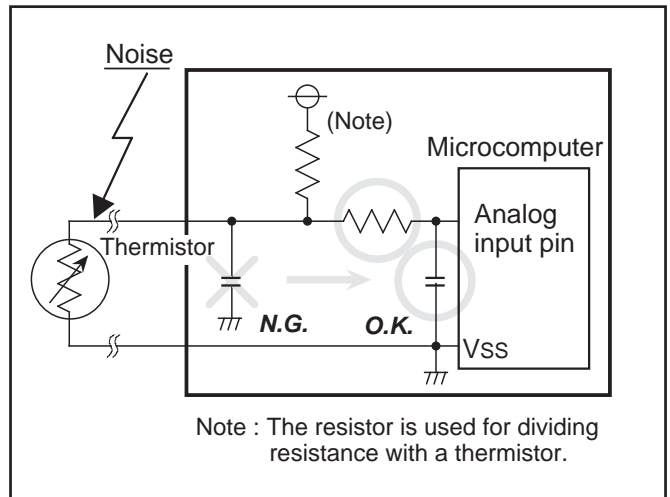 Noise
(Note)
Microcomputer
Analog
input pin
Thermistor
N.G.
O.K.
VSS
Note : The resistor is used for dividing
resistance with a thermistor.